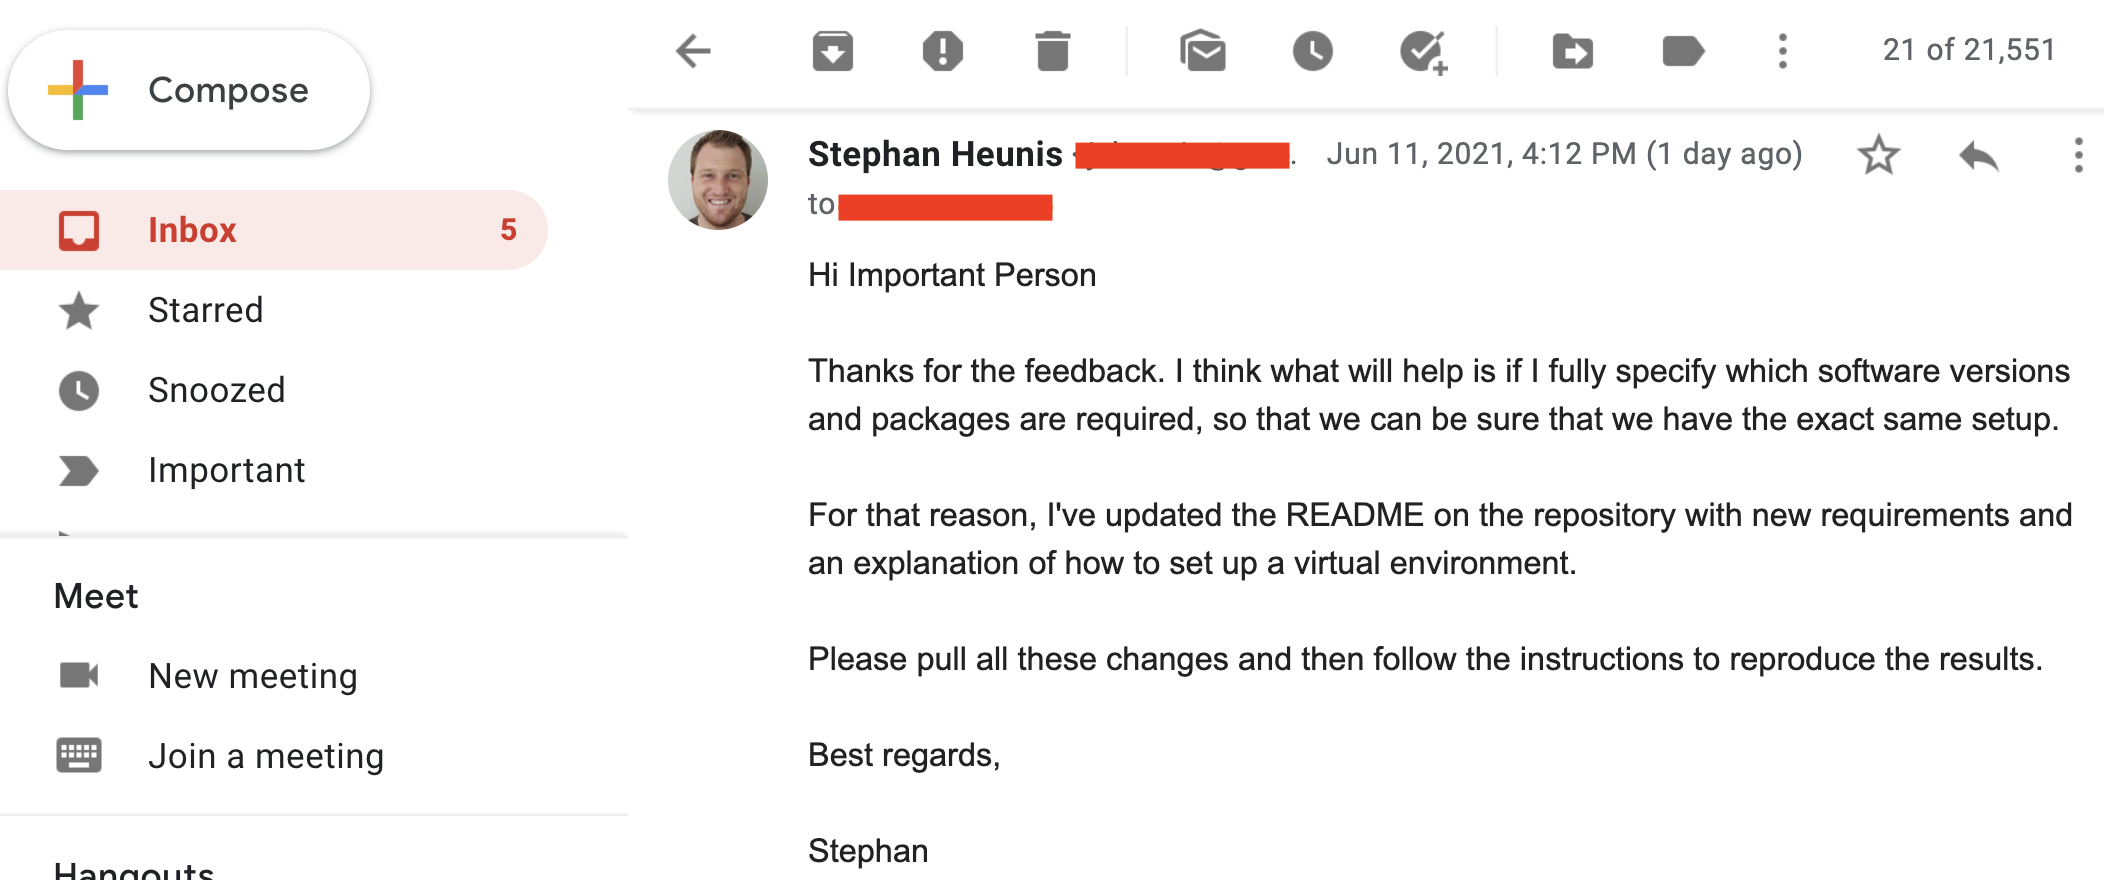 Compose
Inbox 5
Starred
Snoozed
Important
Meet
New meeting
Join a meeting
Hangouts
21 of 21,551
Stephan Heunis Jun 11, 2021, 4:12 PM (1 day ago)
to
Hi Important Person
Thanks for the feedback. I think what will help is if I fully specify which software versions
and packages are required, so that we can be sure that we have the exact same setup.
For that reason, I've updated the README on the repository with new requirements and
an explanation of how to set up a virtual environment.
Please pull all these changes and then follow the instructions to reproduce the results.
Best regards,
Stephan